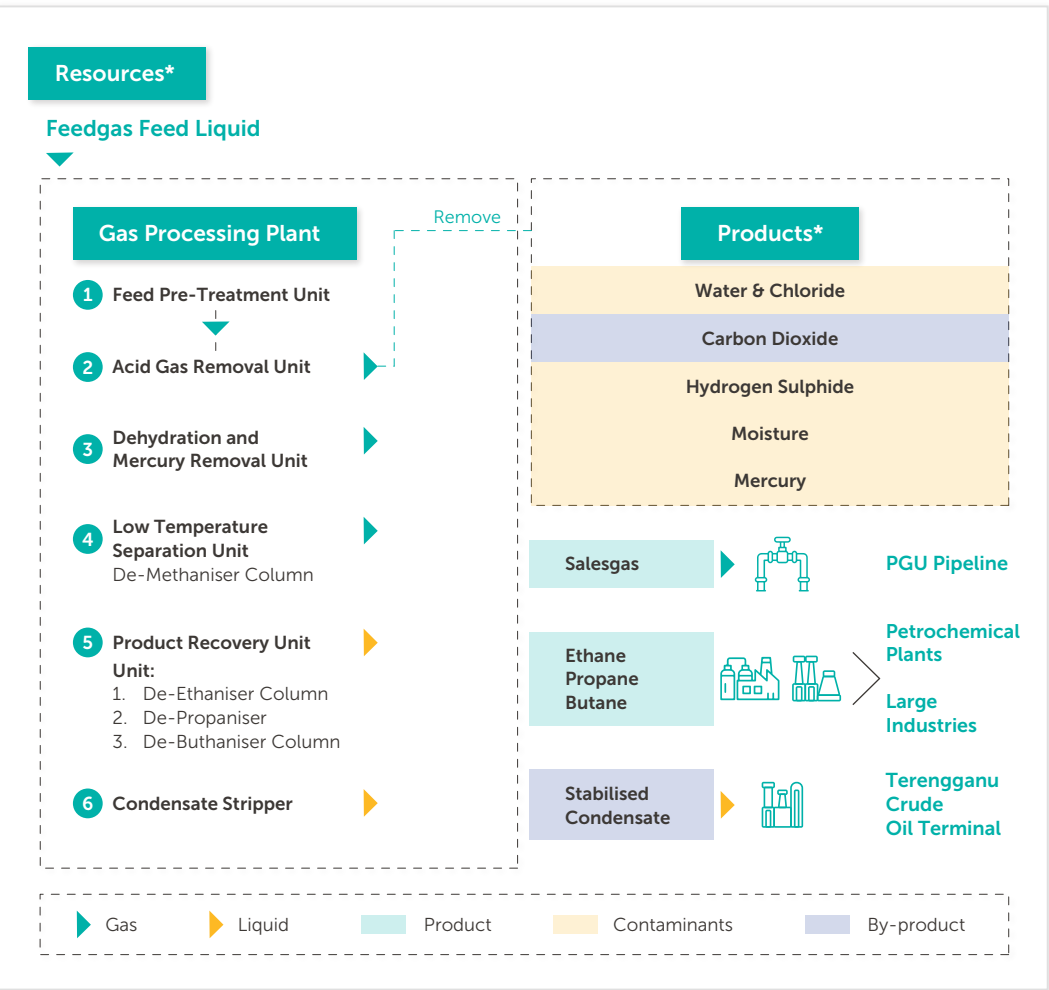 Resources*
Feedgas Feed Liquid
Gas Processing Plant
Remove
1 Feed Pre-Treatment Unit
2 Acid Gas Removal Unit
3 Dehydration and
Mercury Removal Unit
4 Low Temperature
Separation Unit
De-Methaniser Column
5 Product Recovery Unit
Unit:
1. De-Ethaniser Column
2. De-Propaniser
3. De-Buthaniser Column
6 Condensate Stripper
Products*
Water & Chloride
Carbon Dioxide
Hydrogen Sulphide
Moisture
Mercury
Salesgas
PGU Pipeline
Ethane
Propane
Butane
Petrochemical
Plants
Large
Industries
Stabilised
Condensate
Terengganu
Crude
Oil Terminal
Gas
Liquid
Product
Contaminants
By-product